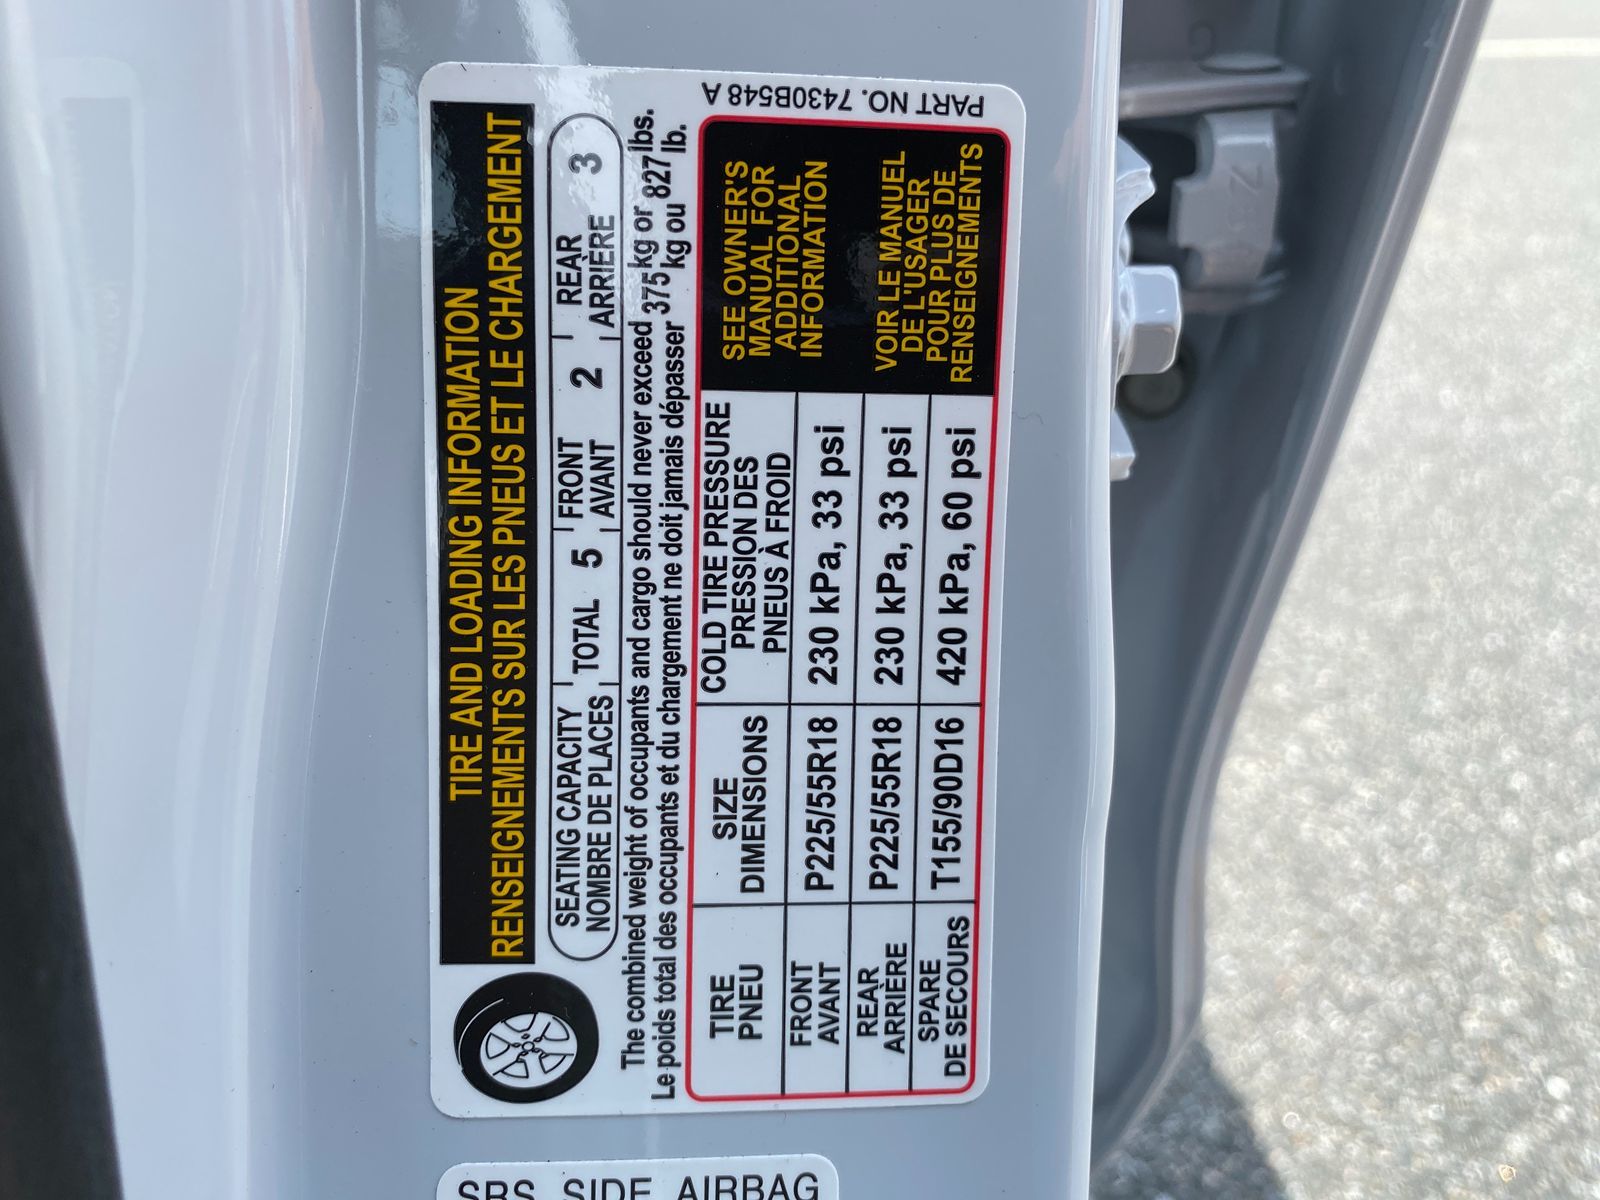 TIRE AND LOADING INFORMATION
RENSEIGNEMENTS SUR LES PNEUS ET LE CHARGEMENT
SEATING CAPACITY
NOMBRE DE PLACES
TOTAL 5
FRONT
AVANT
2
REAR
ARRIÈRE
3
The combined weight of occupants and cargo should never exceed 375 kg or 827 lbs.
Le poids total des occupants et du chargement ne doit jamais dépasser 375 kg ou 827 lb.
TIRE
PNEU
SIZE
DIMENSIONS
COLD TIRE PRESSURE
PRESSION DES
PNEUS À FROID
FRONT
AVANT
P225/55R18
230 kPa, 33 psi
REAR
ARRIÈRE
P225/55R18
230 kPa, 33 psi
SPARE
DE SECOURS
T155/90D16
420 kPa, 60 psi
SEE OWNER'S
MANUAL FOR
ADDITIONAL
INFORMATION
VOIR LE MANUEL
DE L'USAGER
POUR PLUS DE
RENSEIGNEMENTS
PART NO. 7430B548 A
SRS SIDE AIRBAG